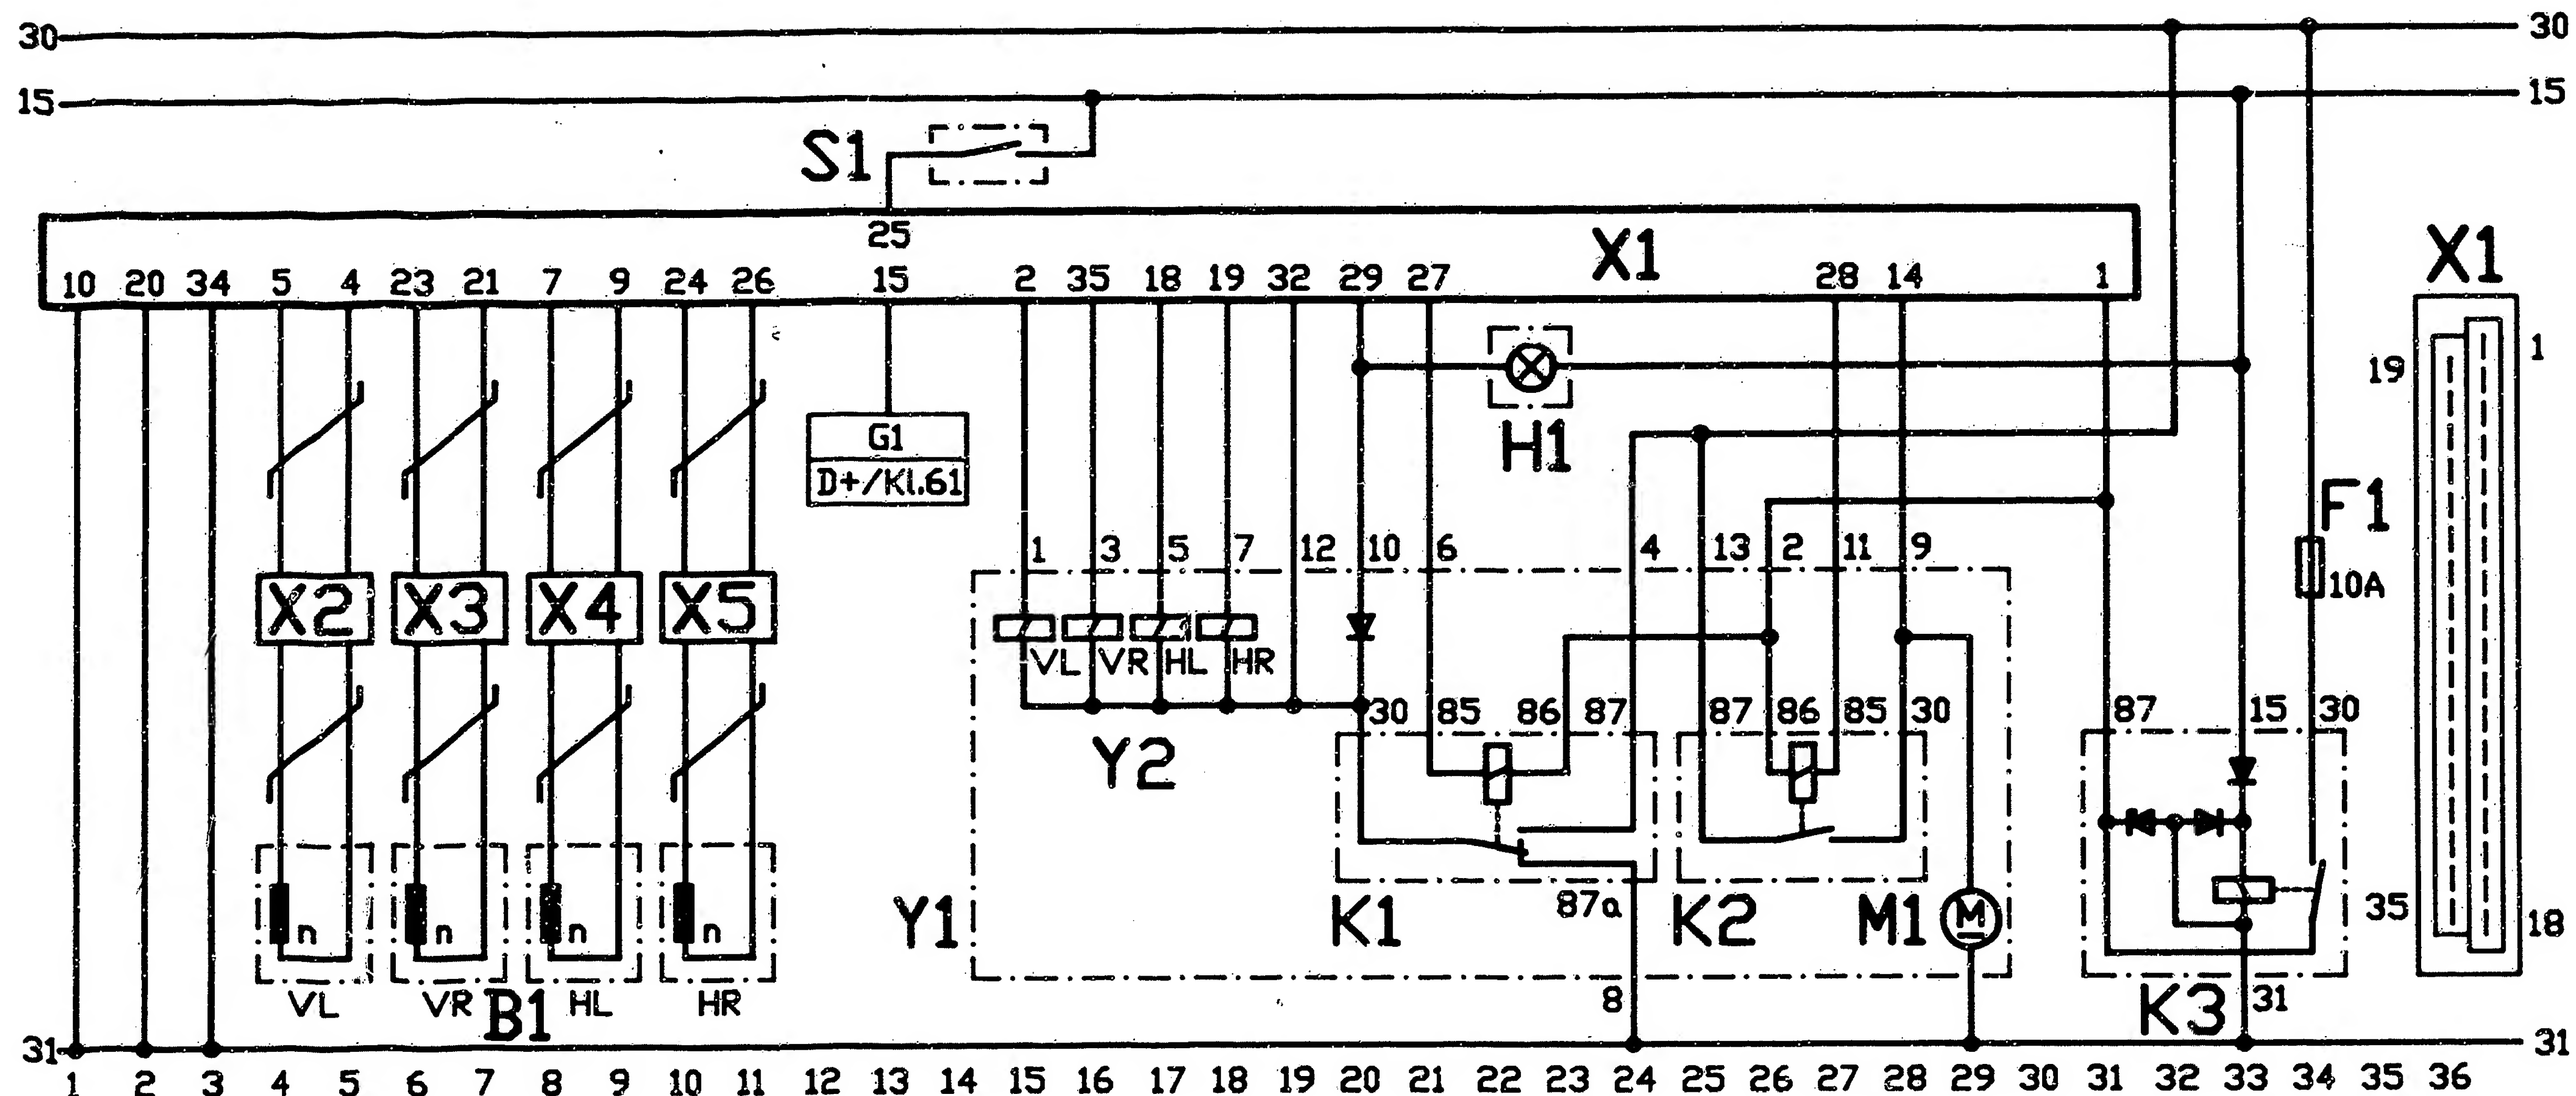 30 30
15 15
S1
25
X1 X1
10 20 34 5 4 23 21 7 9 24 26 15 2 35 18 19 32 29 27 28 14 1
19 1
H1
G1
D+/Kl.61
F1
1 3 5 7 12 10 6 4 13 2 11 9
10A
X2 X3 X4 X5
VL VR HL HR
30 85 86 87 87 86 85 30 87 15 30
Y2
n n n n
Y1 K1 87a K2 M1 M 35 18
VL VR B1 HL HR
8 K3 31
31 31
1 2 3 4 5 6 7 8 9 10 11 12 13 14 15 16 17 18 19 20 21 22 23 24 25 26 27 28 29 30 31 32 33 34 35 36